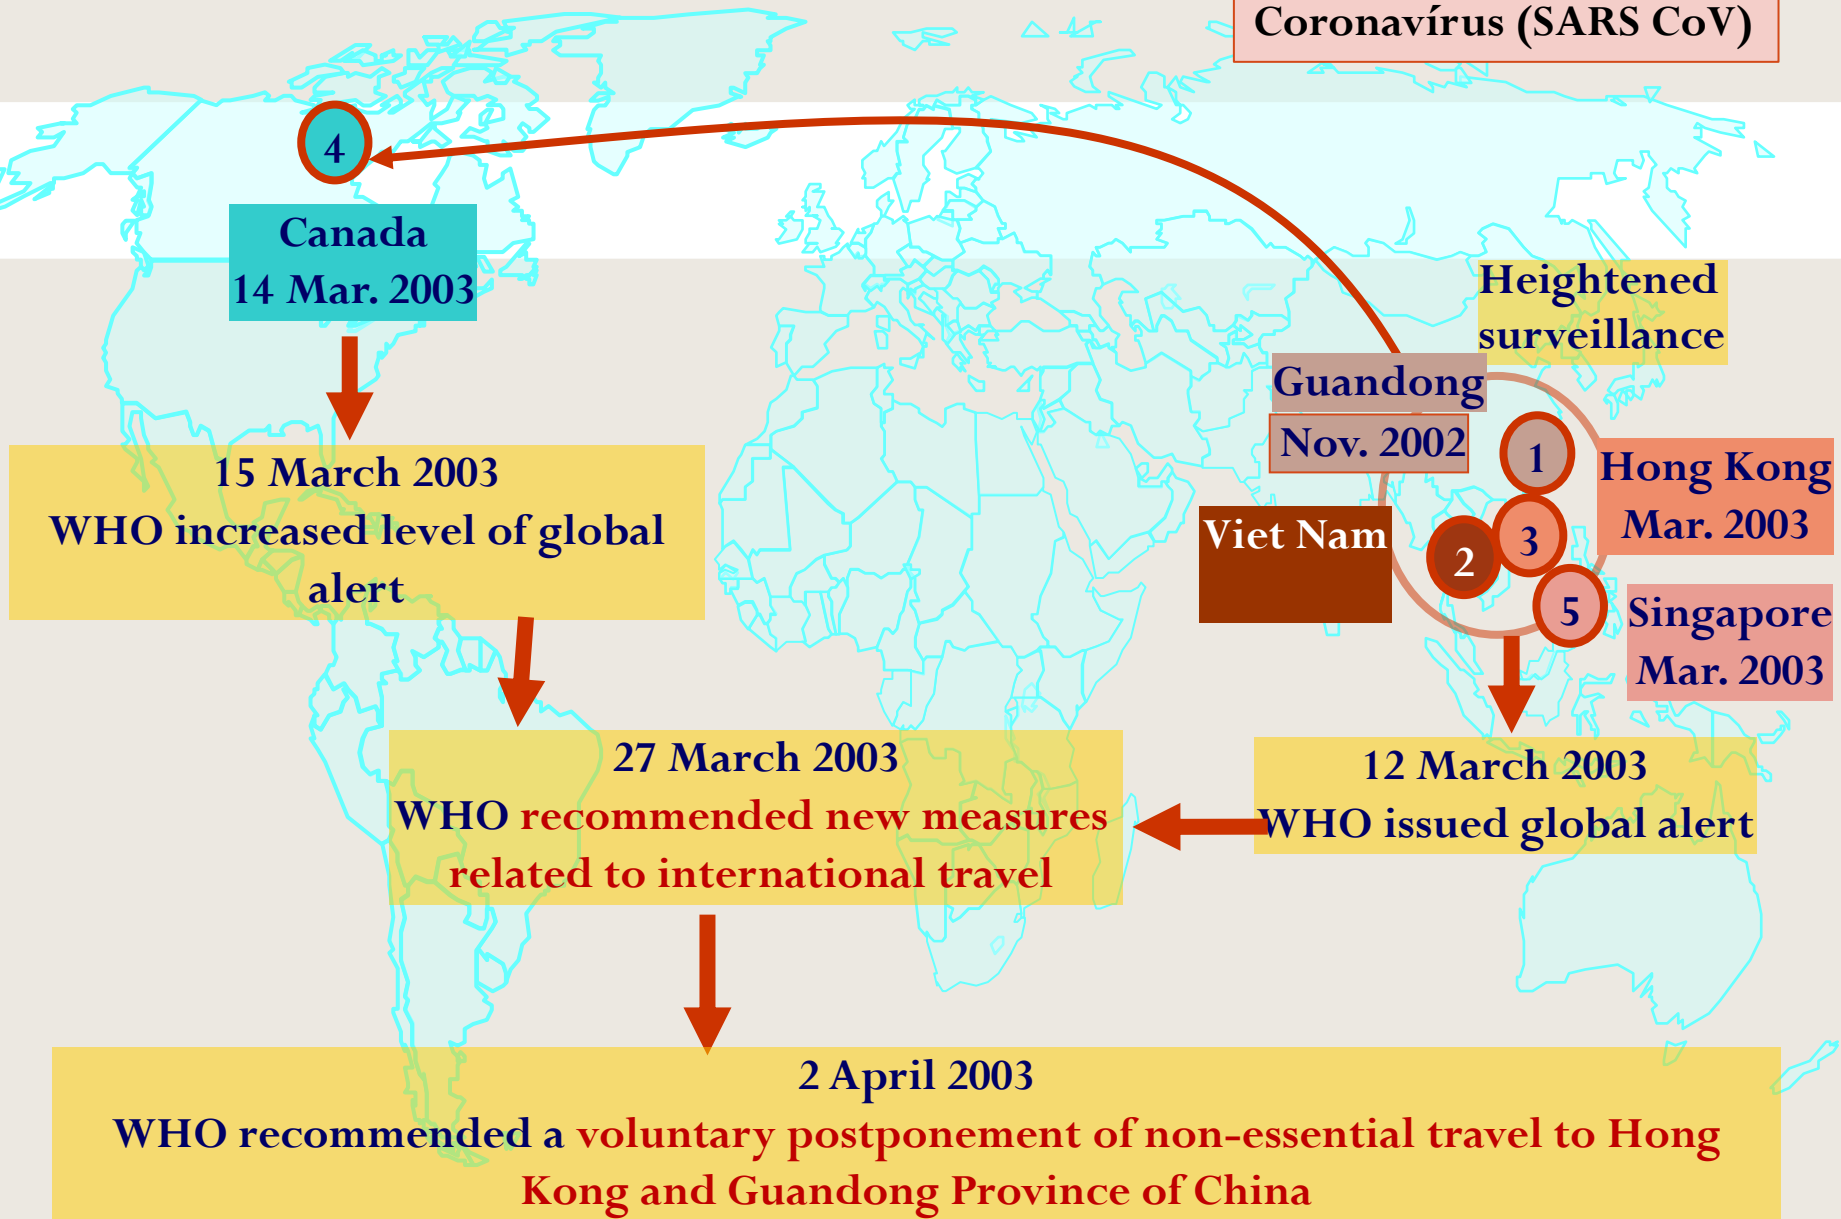 Coronavírus (SARS CoV)
4
Canada
14 Mar. 2003
Heightened
surveillance
Guandong
Nov. 2002
1
Hong Kong
Mar. 2003
15 March 2003
WHO increased level of global
alert
Viet Nam
2
3
5
Singapore
Mar. 2003
27 March 2003
WHO recommended new measures
related to international travel
12 March 2003
WHO issued global alert
2 April 2003
WHO recommended a voluntary postponement of non-essential travel to Hong
Kong and Guandong Province of China